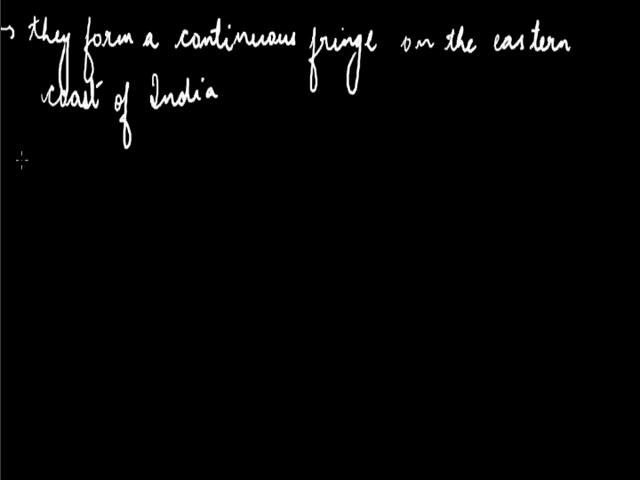 → they form a continuous fringe on the eastern
coast of India